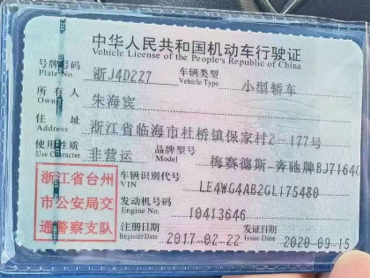 中华人民共和国机动车行驶证
Vehicle License of the People's Republic of China
号牌号码 浙J4D227 车辆类型 小型轿车
Plate No. Vehicle Type
所有人 朱海宸
Owner
住址 浙江省临海市杜桥镇保家村2-177号
Address
使用性质 非营运 品牌型号 梅赛德斯-奔驰牌BJ7164
Use Character Model
浙江省台州 车辆识别代号 LE4WG4AB2GL175480
市公安局交 VIN
通警察支队 发动机号码 10413646
Engine No.
注册日期 2017-02-22 发证日期 2020-09-15
Register Date Issue Date